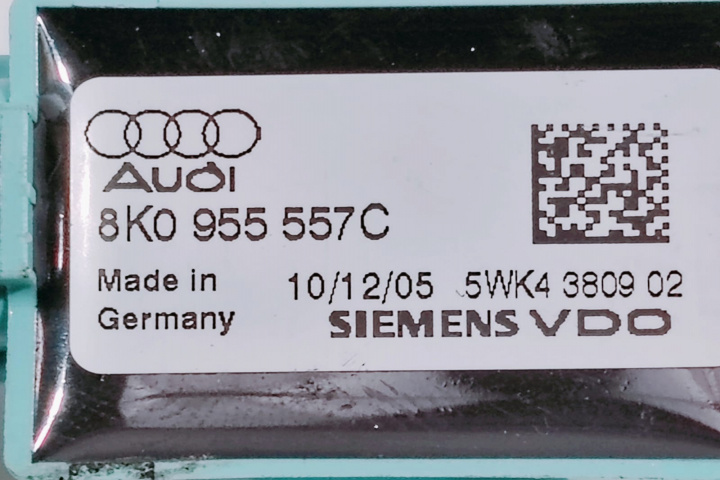 Audi
8K0 955 557C
Made in Germany
10/12/05 5WK4 3809 02
SIEMENS VDO